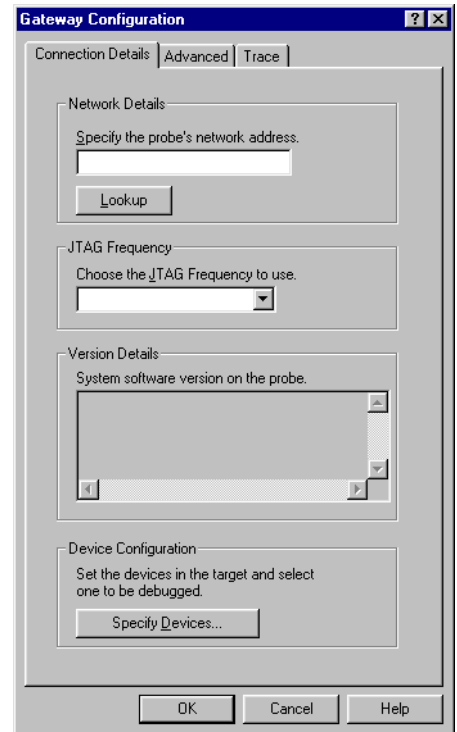 Gateway Configuration
Connection Details
Advanced
Trace
Network Details
Specify the probe's network address.
Lookup
JTAG Frequency
Choose the JTAG Frequency to use.
Version Details
System software version on the probe.
Device Configuration
Set the devices in the target and select
one to be debugged.
Specify Devices...
OK
Cancel
Help